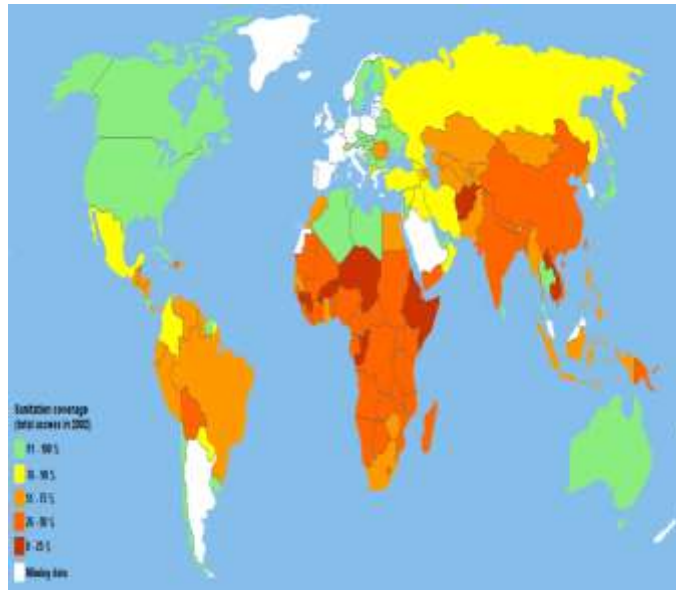 Sanitation coverage
(total access in 2002)
91 - 100 %
76 - 90 %
51 - 75 %
26 - 50 %
0 - 25 %
Missing data